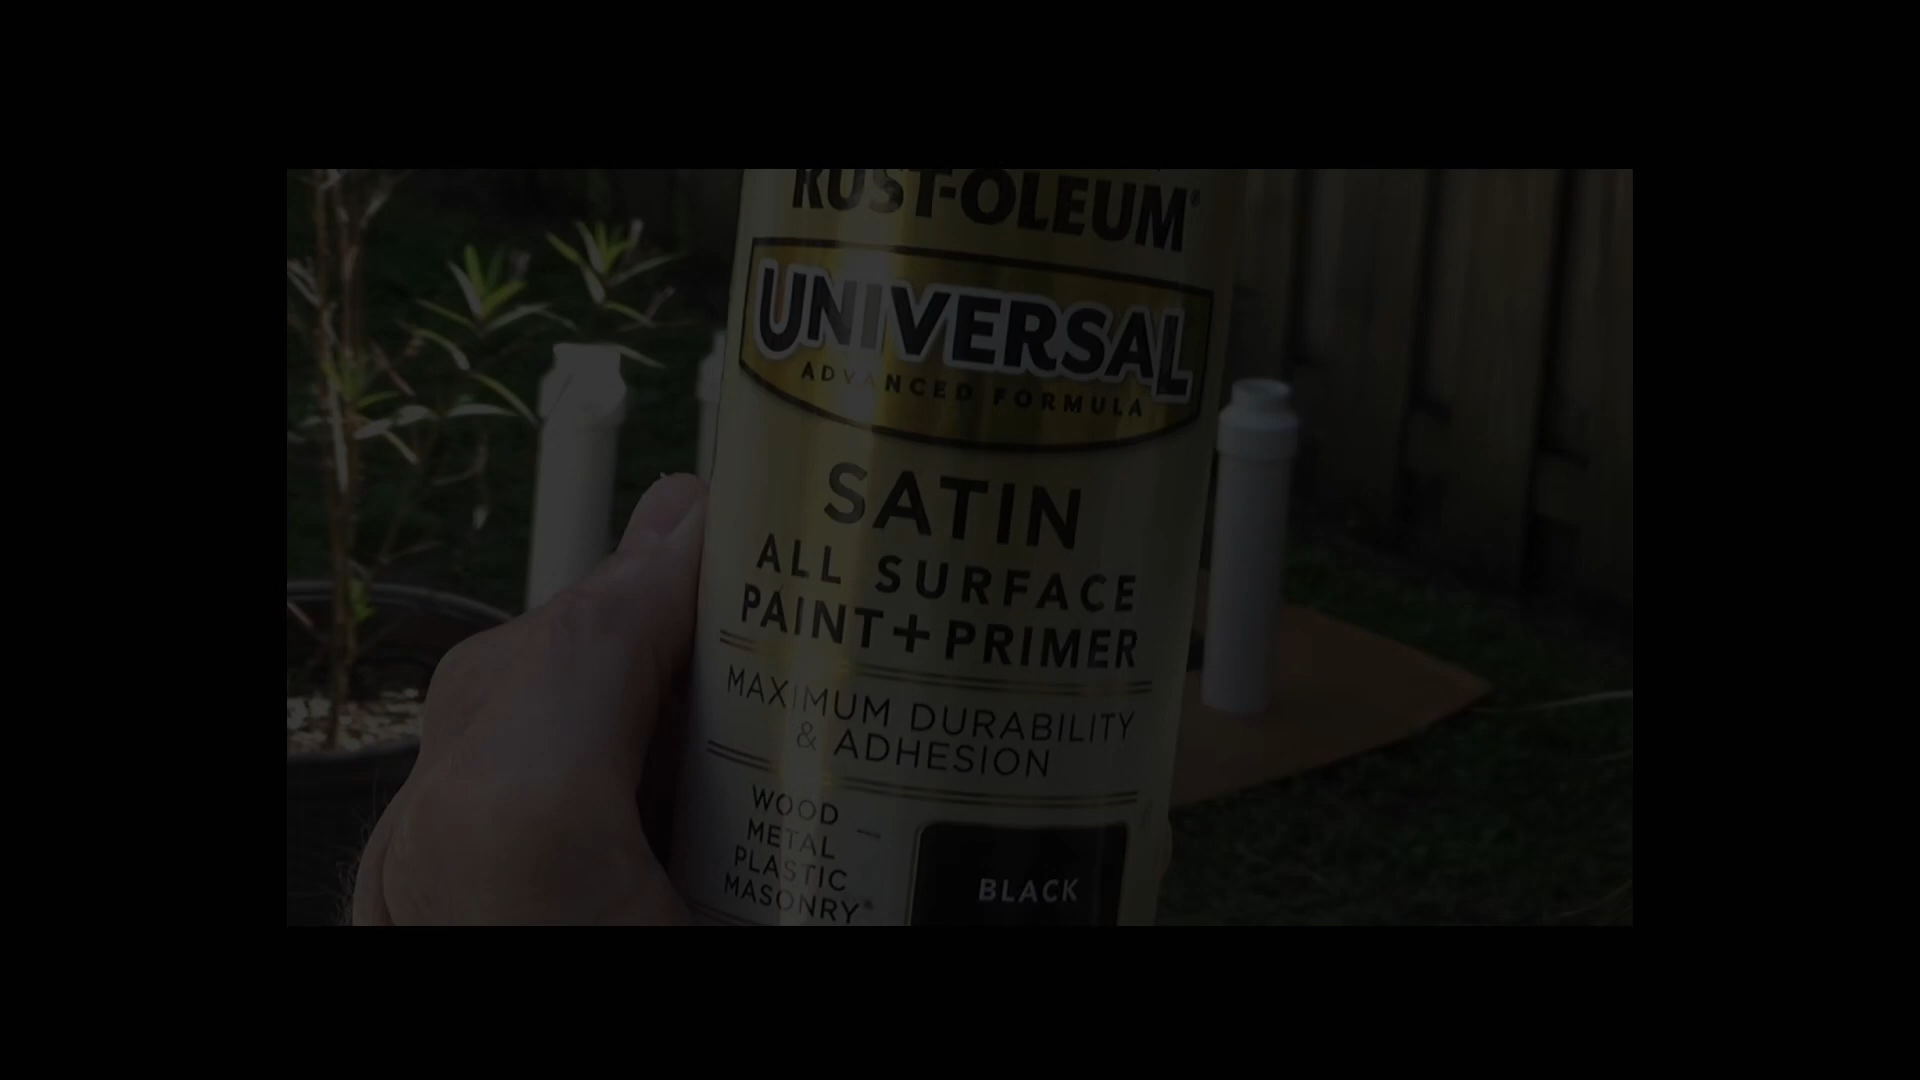 RUST-OLEUM®
UNIVERSAL
ADVANCED FORMULA
SATIN
ALL SURFACE
PAINT+PRIMER
MAXIMUM DURABILITY
& ADHESION
WOOD
METAL
PLASTIC
MASONRY
BLACK